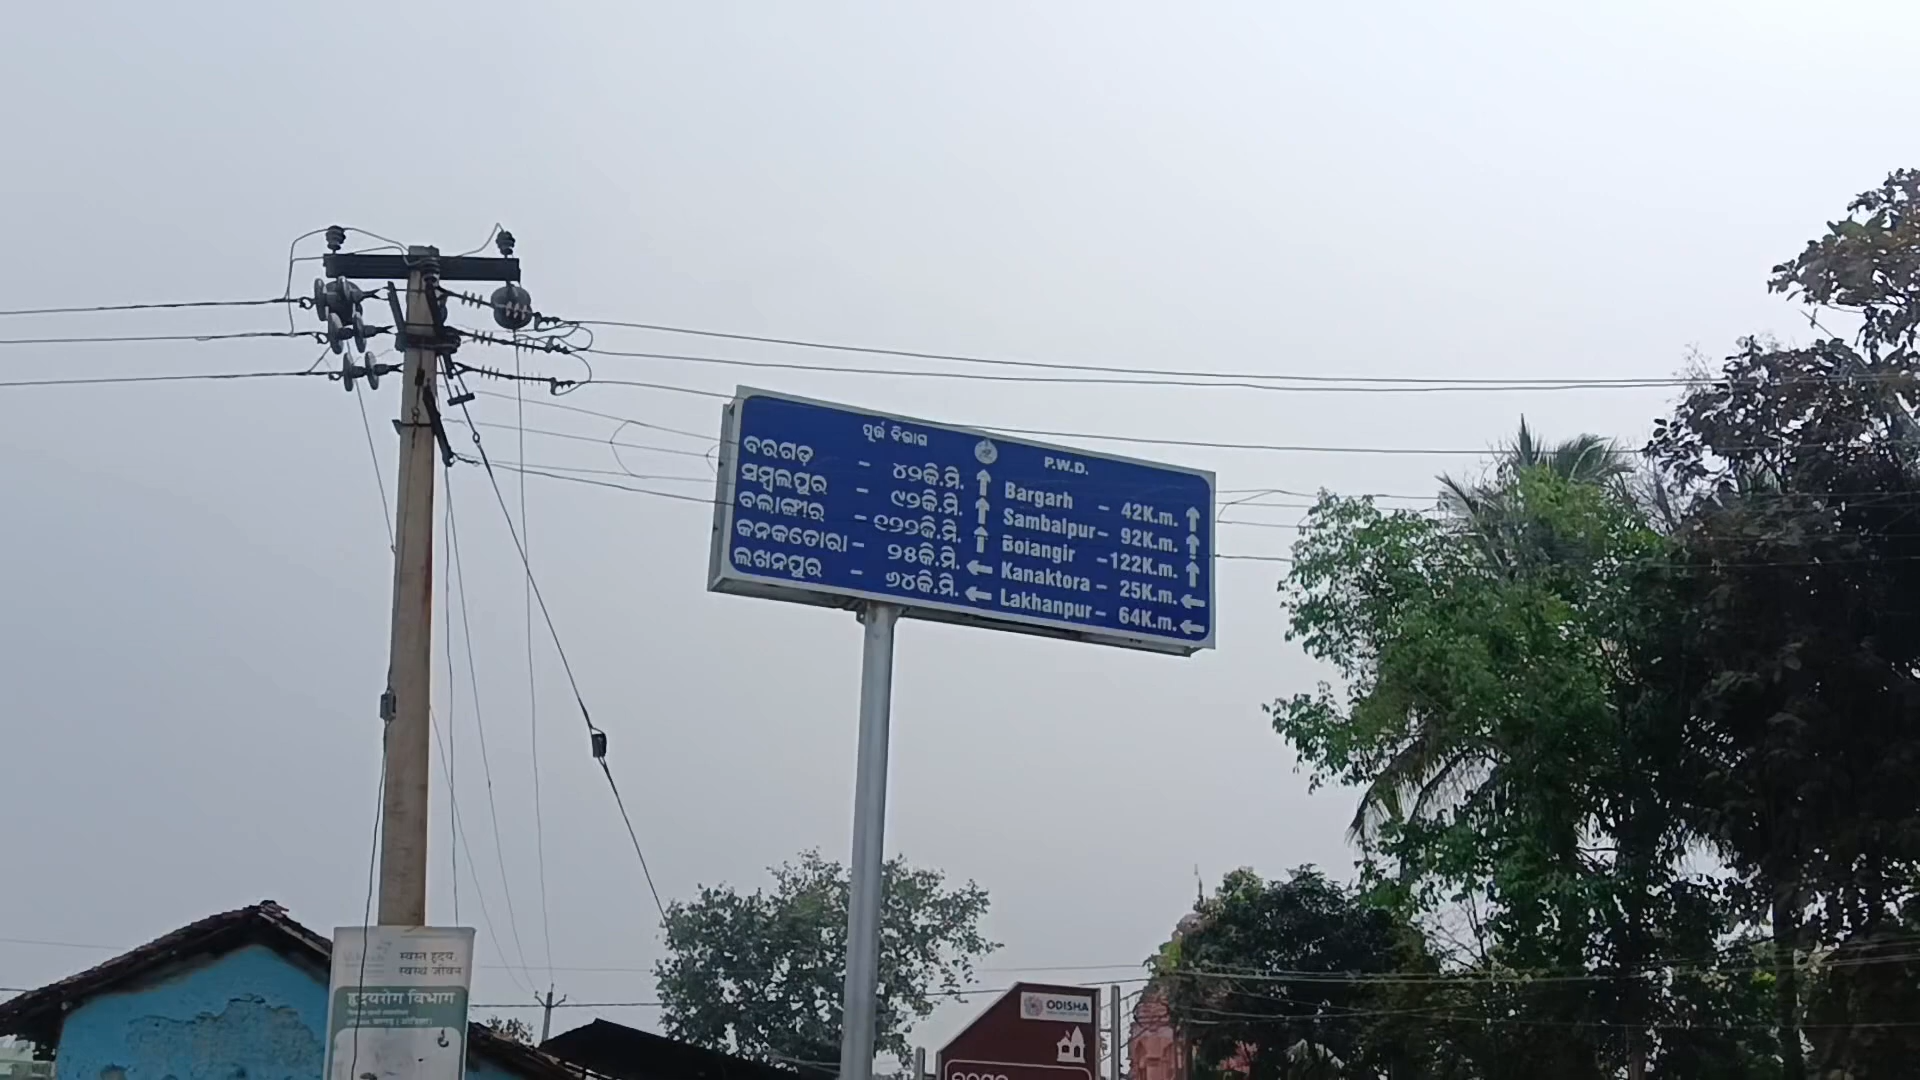 ପୂର୍ତ୍ତ ବିଭାଗ
ବରଗଡ଼ - ୪୨କି.ମି. ↑
ସମ୍ବଲପୁର - ୯୨କି.ମି. ↑
ବଲାଙ୍ଗୀର - ୧୨୨କି.ମି. ↑
କନକତୋରା - ୨୫କି.ମି. ←
ଲଖନପୁର - ୬୪କି.ମି. ←
P.W.D.
Bargarh - 42K.m. ↑
Sambalpur - 92K.m. ↑
Bolangir -122K.m. ↑
Kanaktora - 25K.m. ←
Lakhanpur - 64K.m. ←
स्वस्त हृदय,
स्वस्थ जीवन
हृदयरोग विभाग
ODISHA